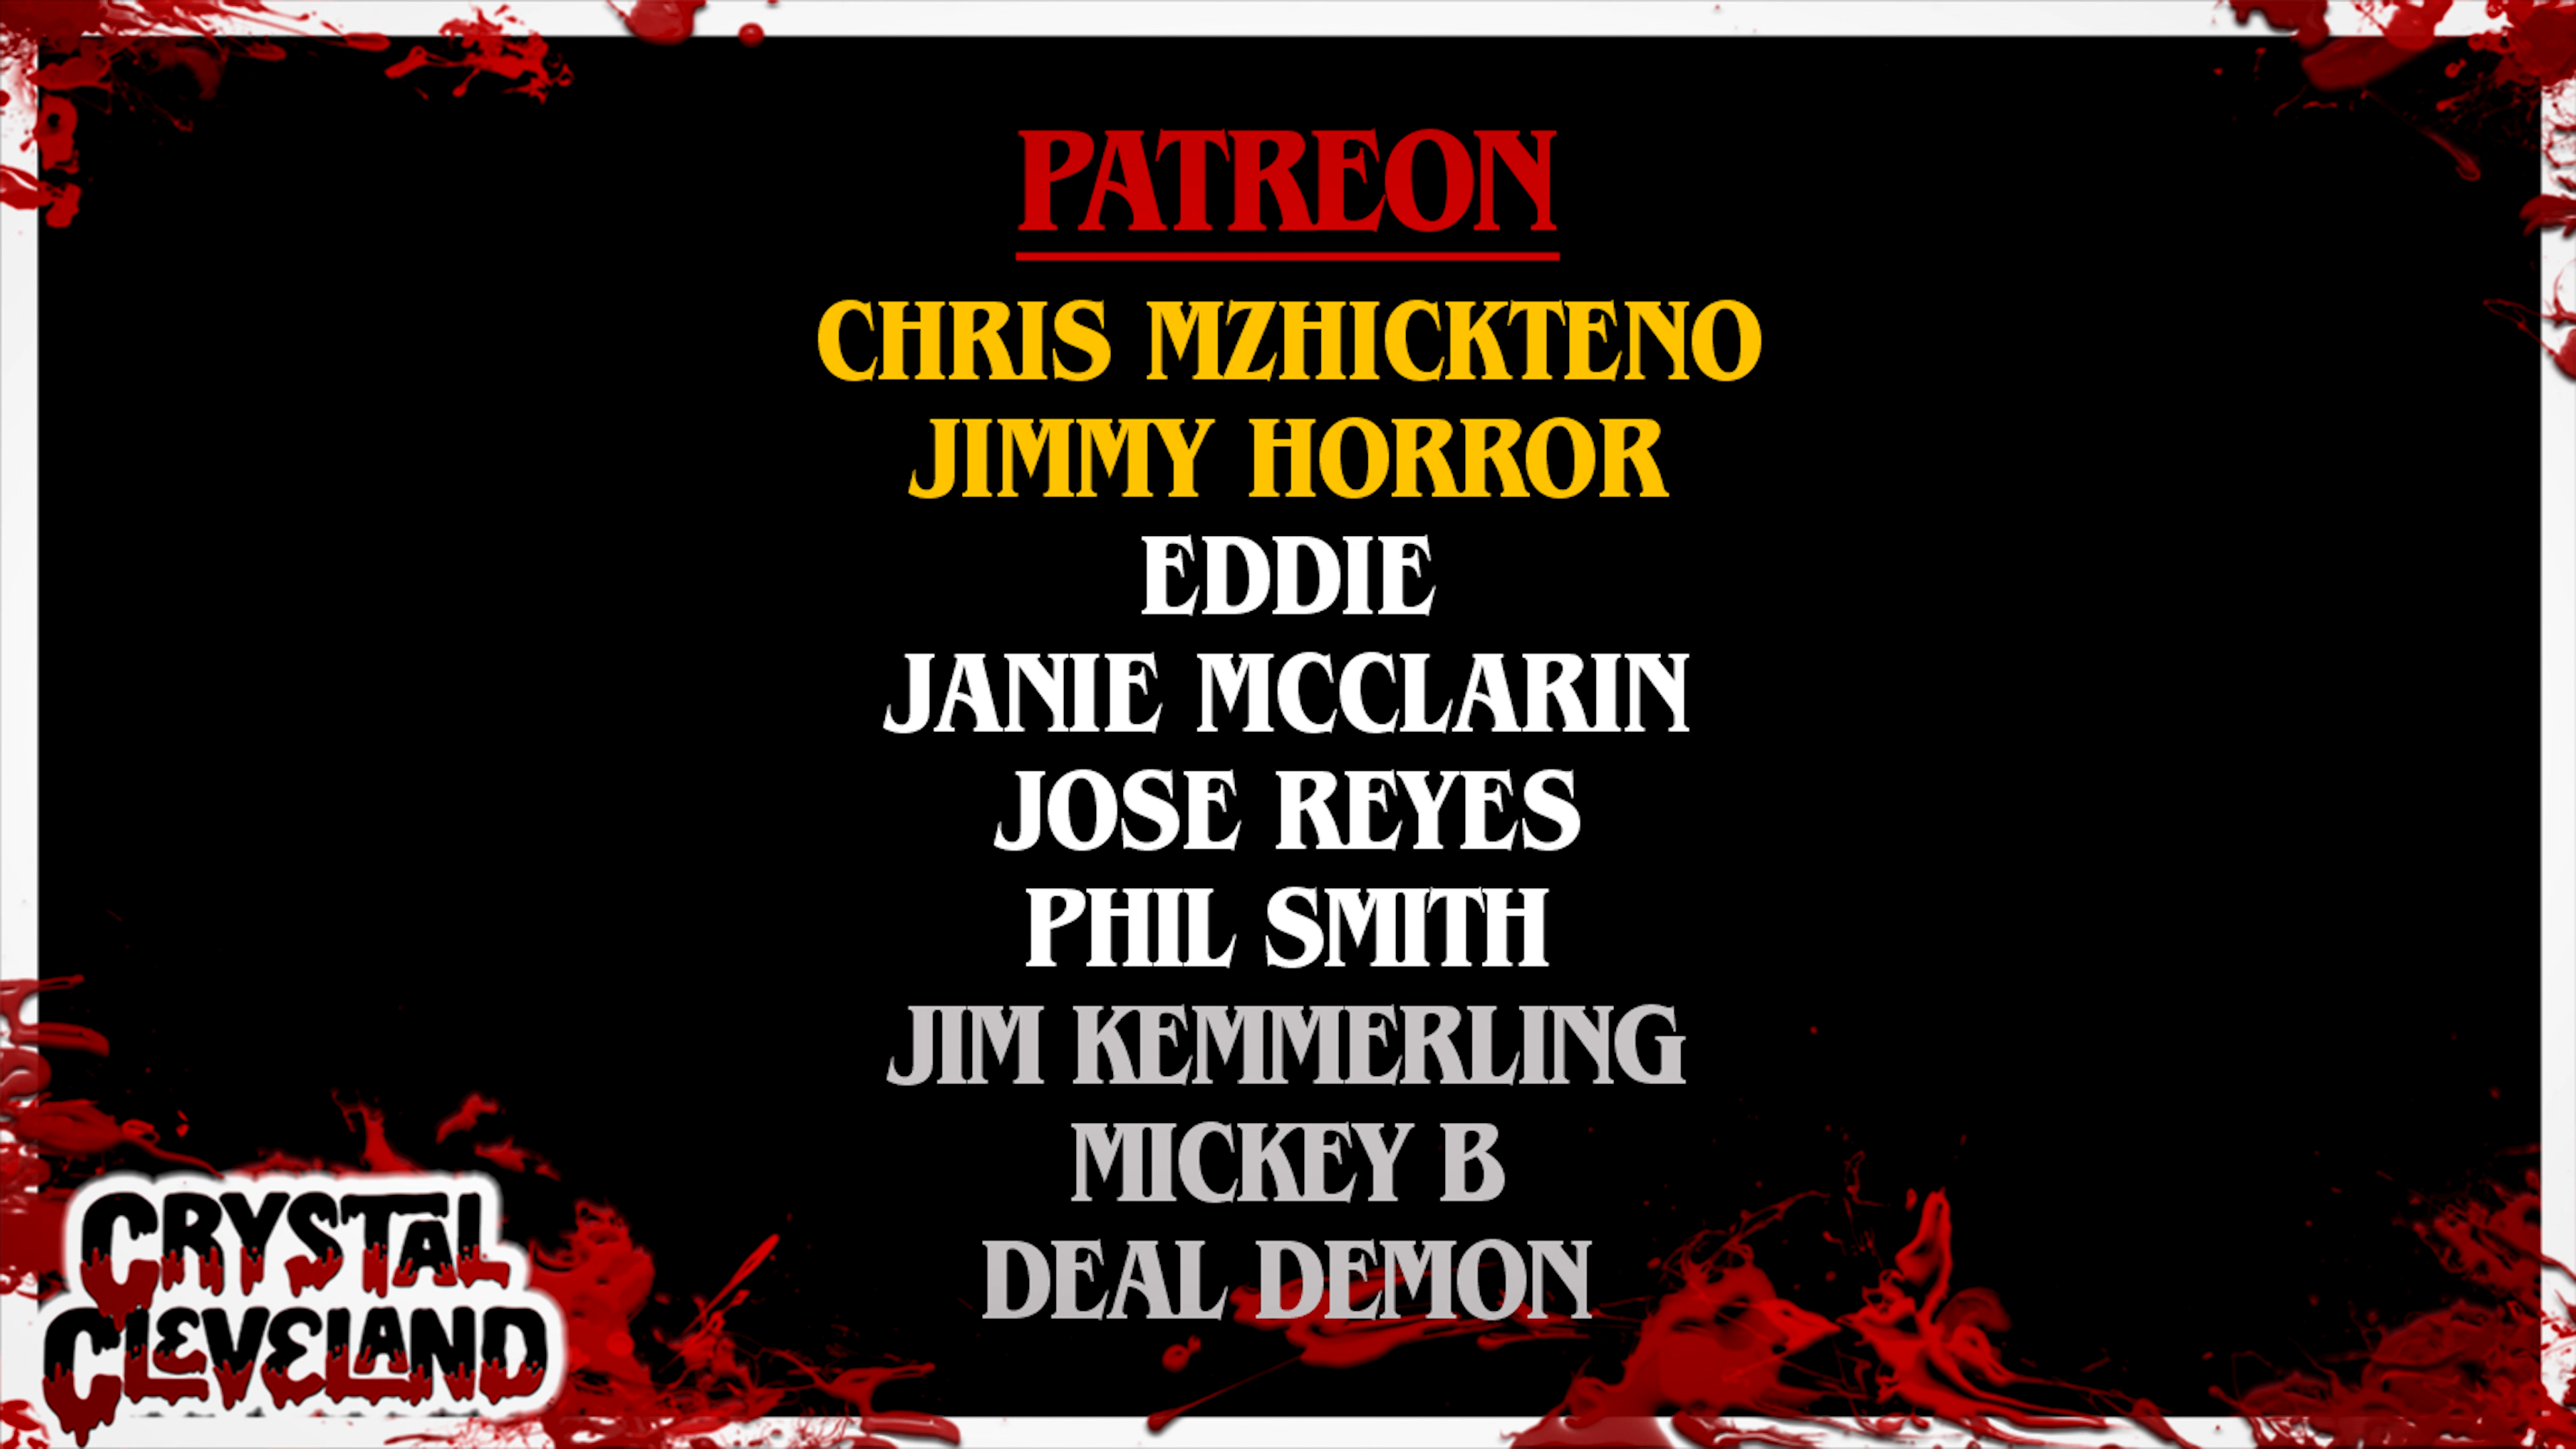 PATREON
CHRIS MZHICKTENO
JIMMY HORROR
EDDIE
JANIE MCCLARIN
JOSE REYES
PHIL SMITH
JIM KEMMERLING
MICKEY B
DEAL DEMON
CRYSTAL
CLEVELAND